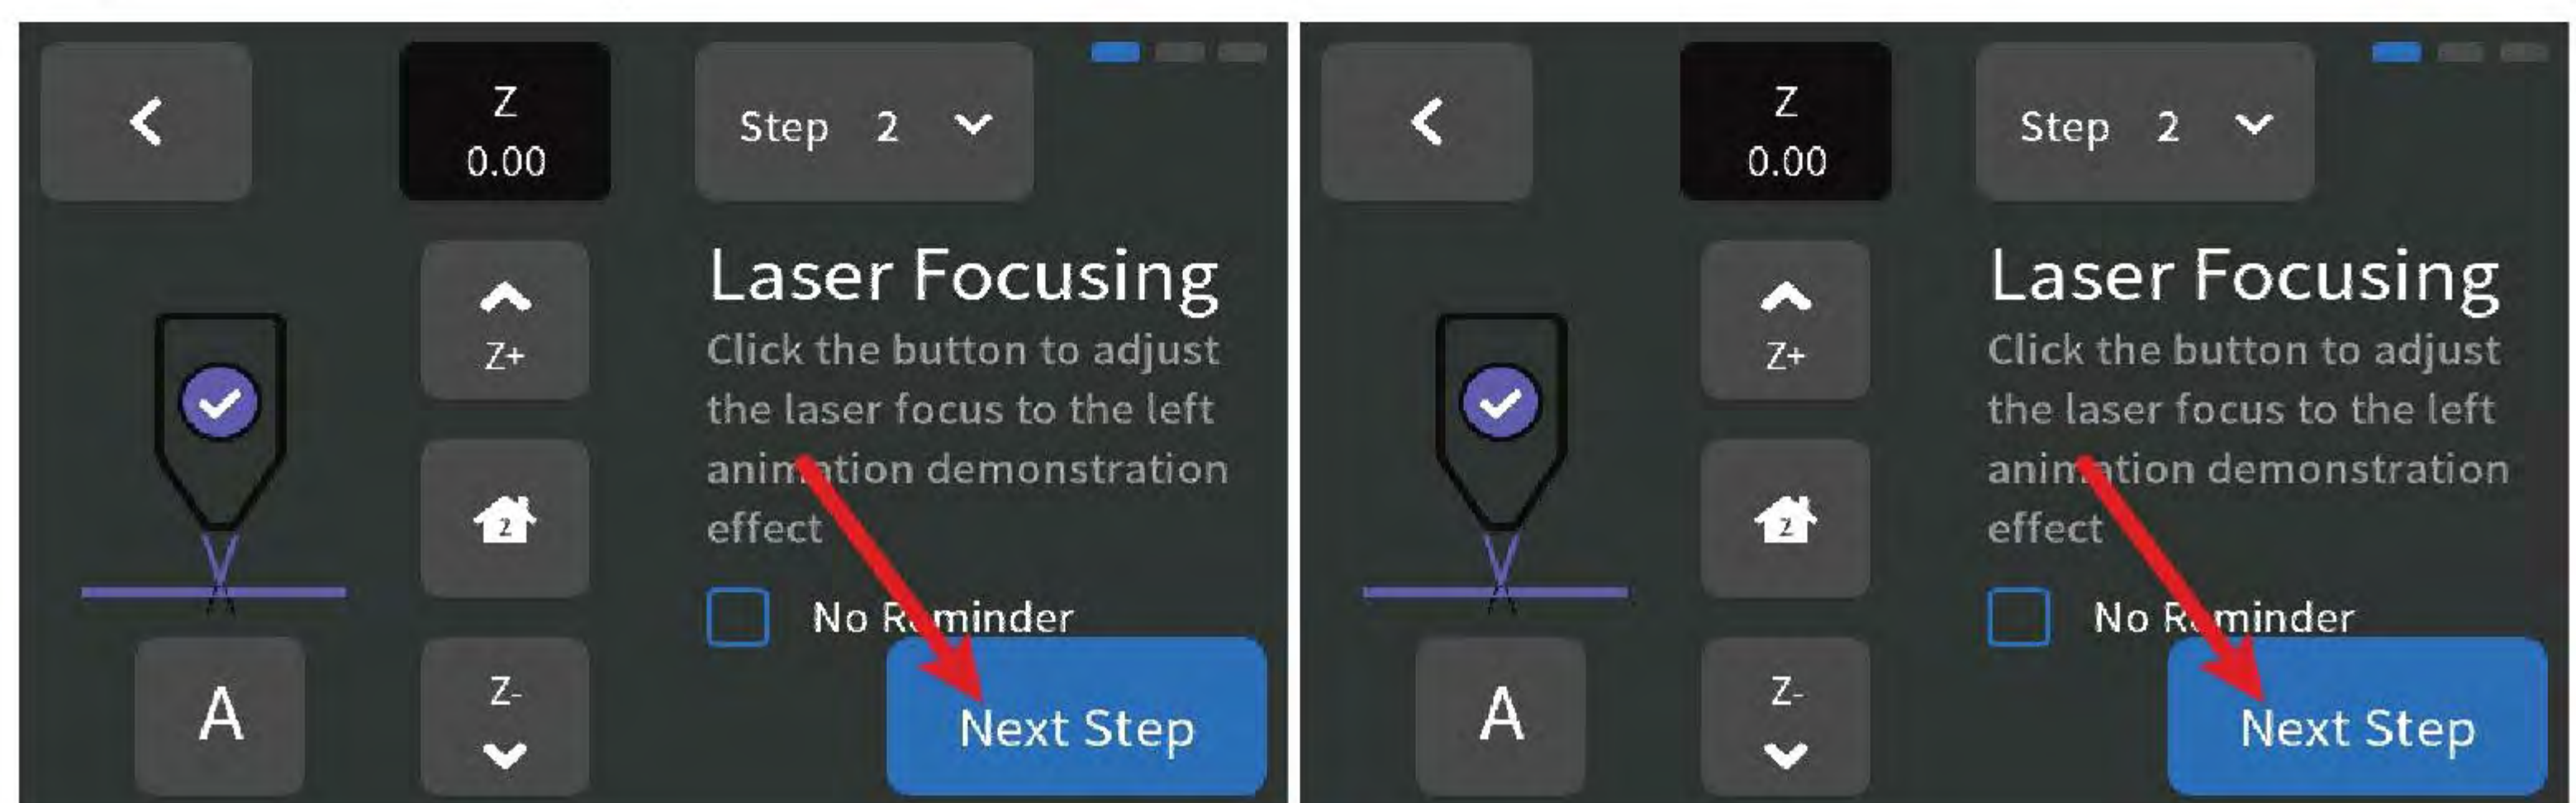 Z
0.00
Step 2
Z+
Laser Focusing
Click the button to adjust
the laser focus to the left
animation demonstration
effect
2
No Reminder
A
Z-
Next Step
Z
0.00
Step 2
Z+
Laser Focusing
Click the button to adjust
the laser focus to the left
animation demonstration
effect
2
No Reminder
A
Z-
Next Step